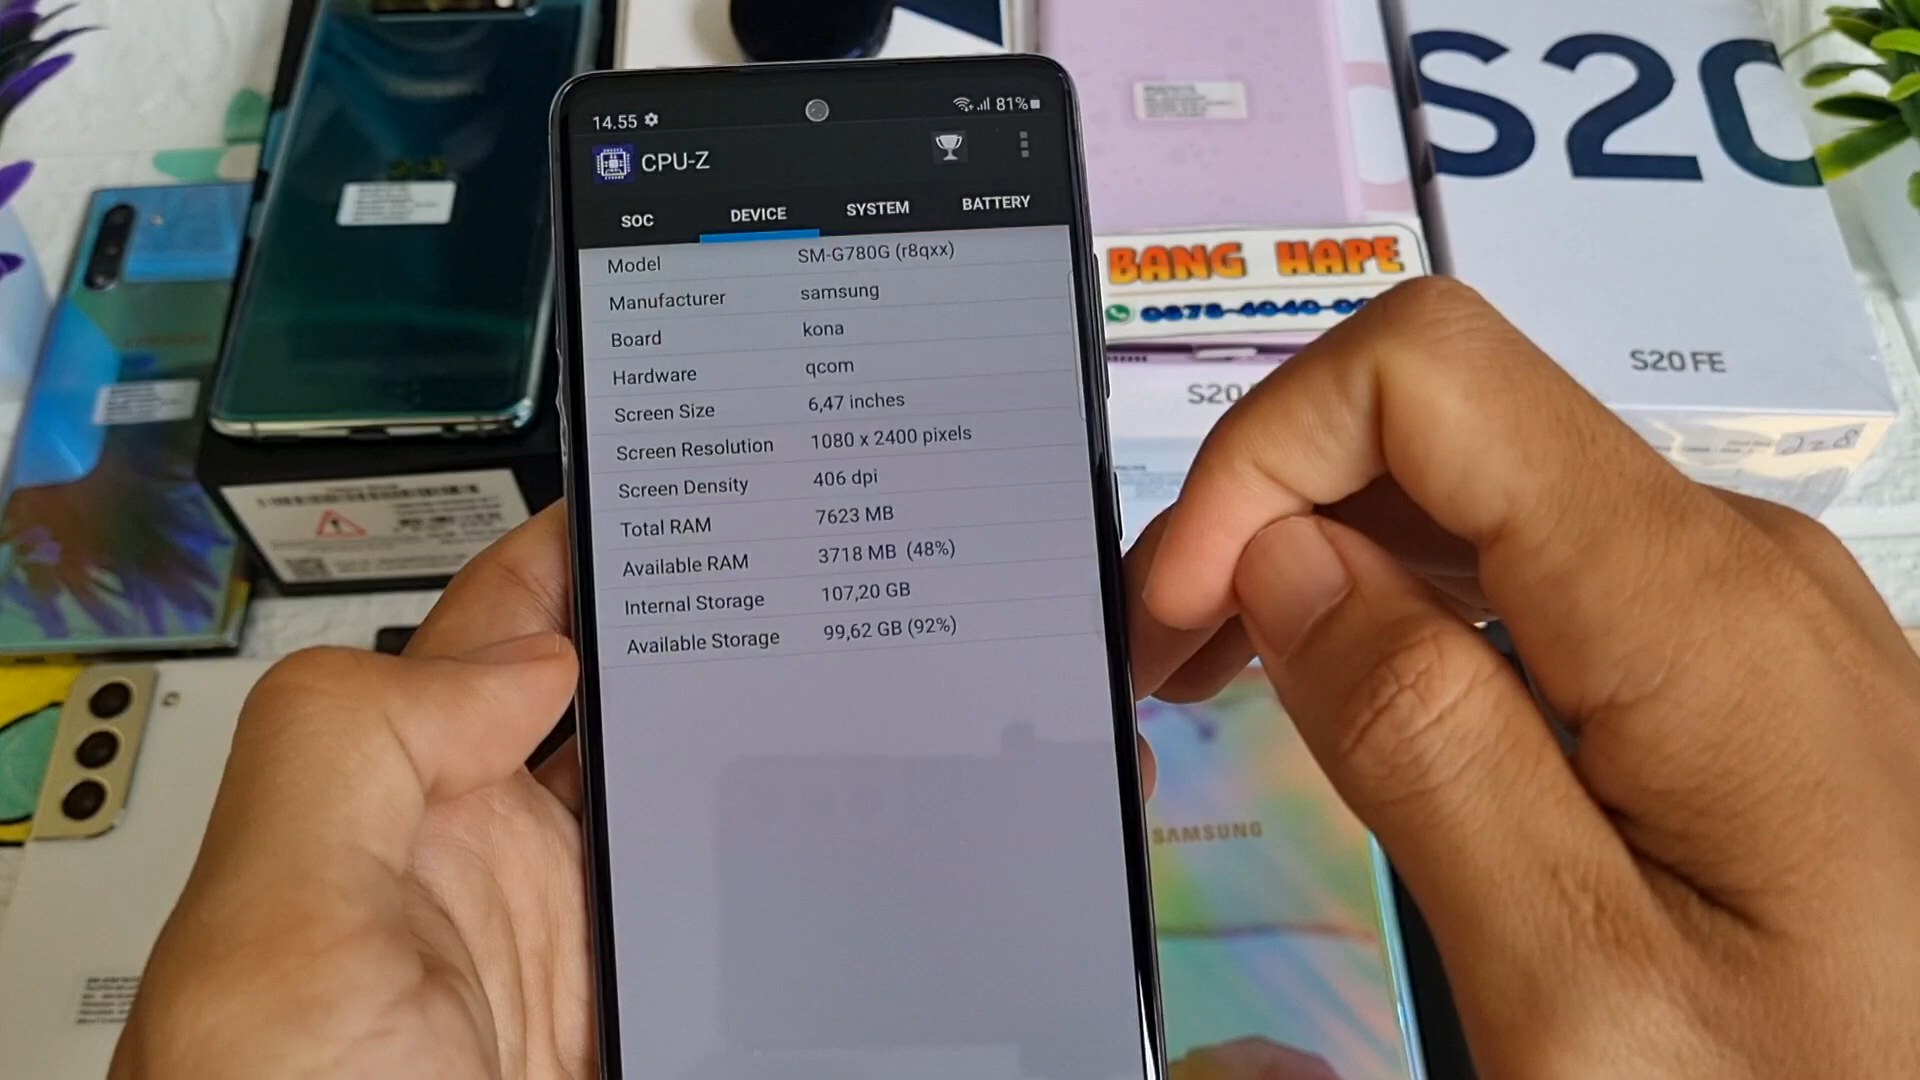 14.55
81%
CPU-Z
SOC
DEVICE
SYSTEM
BATTERY
Model SM-G780G (r8qxx)
Manufacturer samsung
Board kona
Hardware qcom
Screen Size 6,47 inches
Screen Resolution 1080 x 2400 pixels
Screen Density 406 dpi
Total RAM 7623 MB
Available RAM 3718 MB (48%)
Internal Storage 107,20 GB
Available Storage 99,62 GB (92%)
BANG HAPE
0878-4040-
S20
S20 FE
S20
SAMSUNG